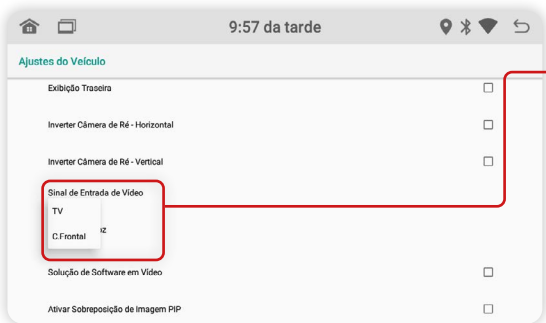 9:57 da tarde
Ajustes do Veículo
Exibição Traseira
Inverter Câmera de Ré - Horizontal
Inverter Câmera de Ré - Vertical
Sinal de Entrada de Vídeo
TV
C.Frontal
Solução de Software em Vídeo
Ativar Sobreposição de Imagem PIP